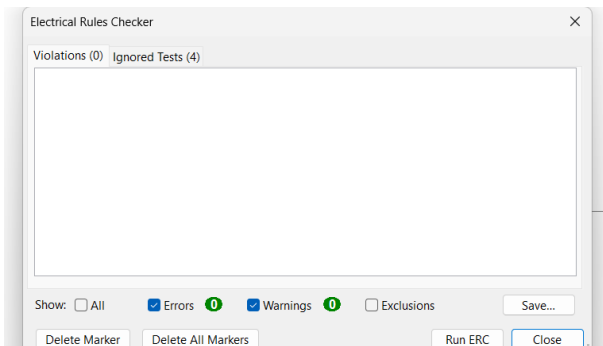 Electrical Rules Checker
Violations (0) Ignored Tests (4)
Show: All Errors 0 Warnings 0 Exclusions Save...
Delete Marker Delete All Markers Run ERC Close